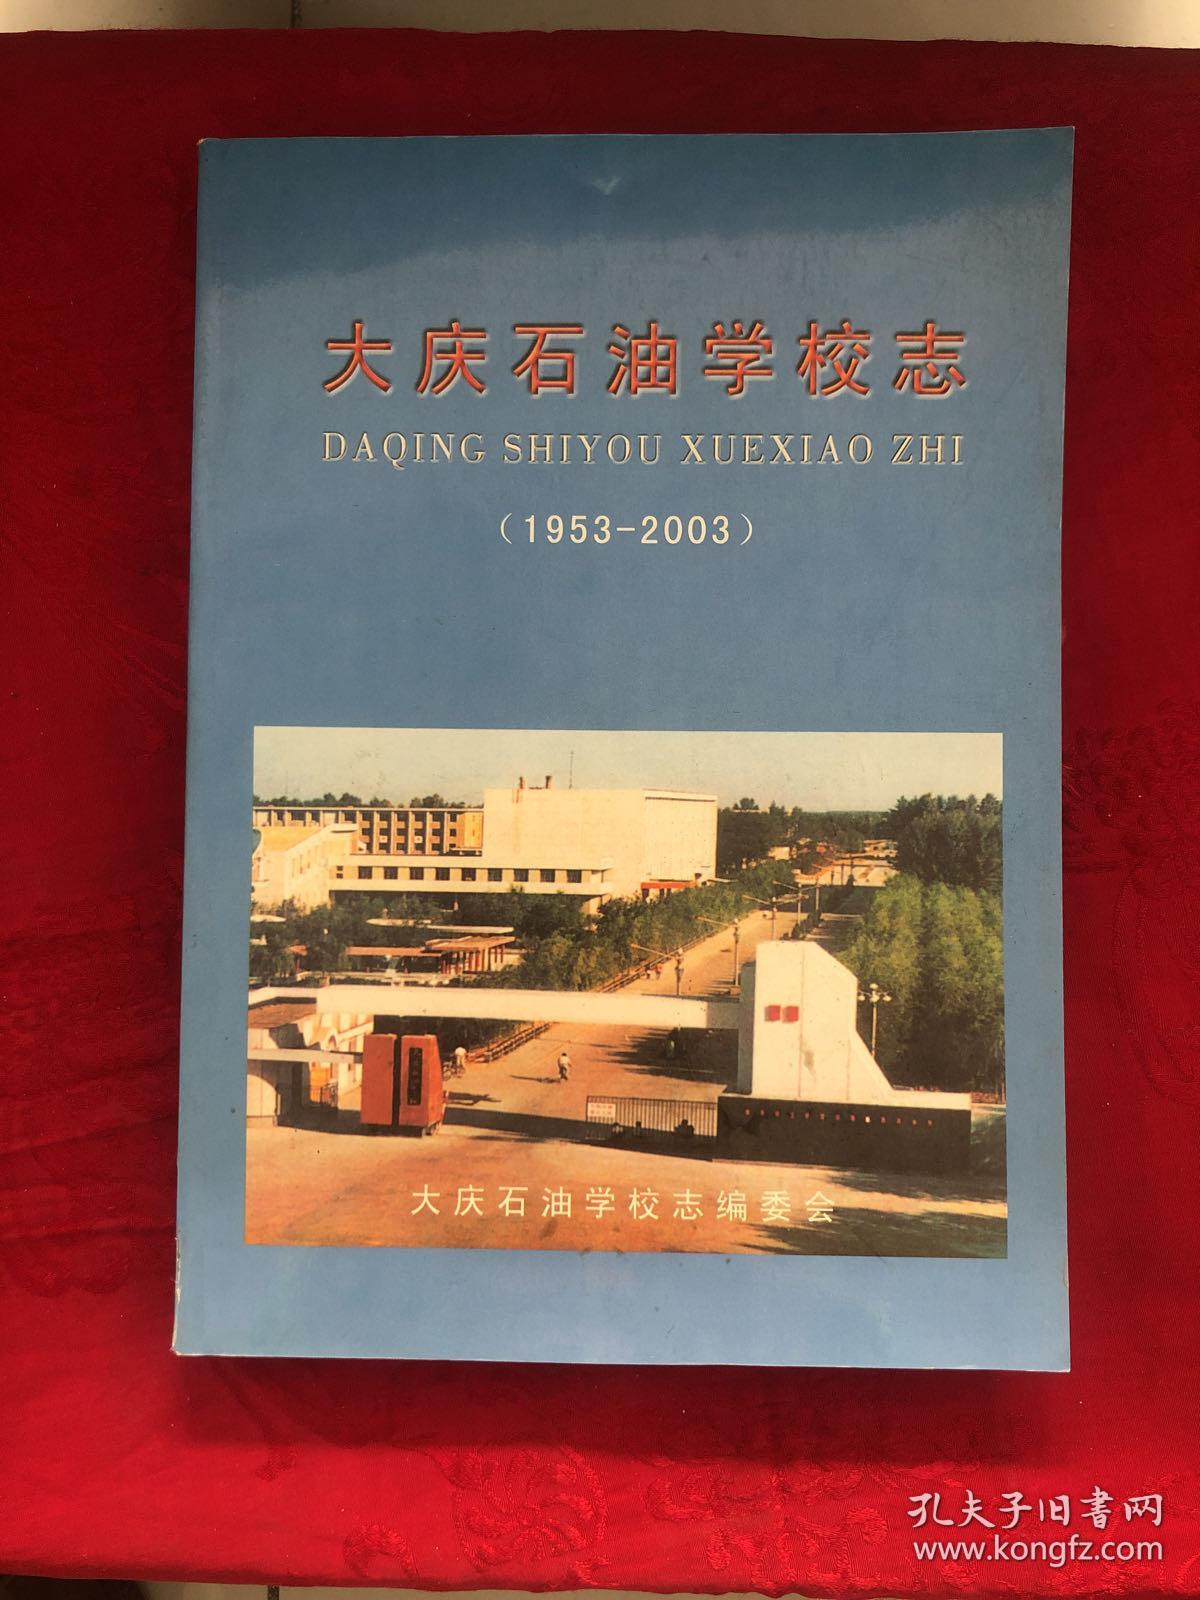 大庆石油学校志
DAQING SHIYOU XUEXIAO ZHI
(1953-2003)
大庆石油学校志编委会
孔夫子旧書网
www.kongfz.com